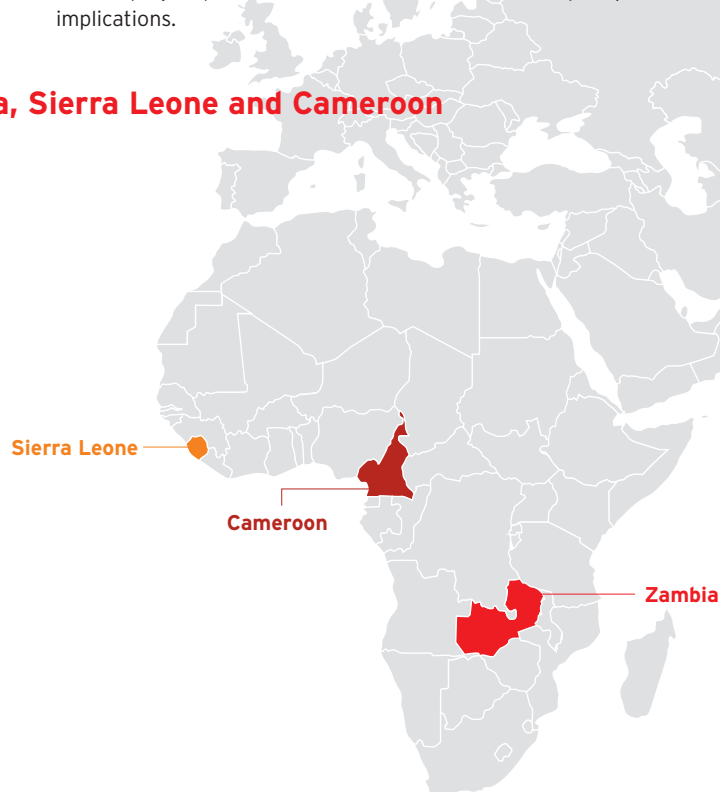 implications.
a, Sierra Leone and Cameroon
Sierra Leone
Cameroon
Zambia